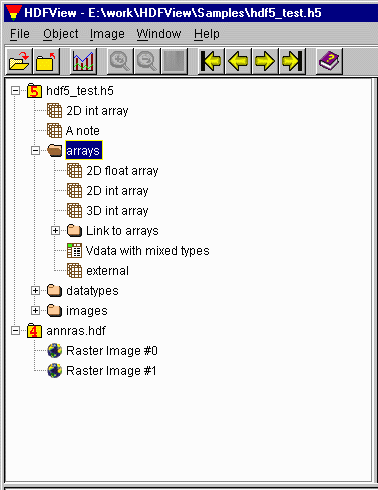 HDFView - E:\work\HDFView\Samples\hdf5_test.h5
File Object Image Window Help
5 hdf5_test.h5
2D int array
A note
arrays
2D float array
2D int array
3D int array
Link to arrays
Vdata with mixed types
external
datatypes
images
4 annras.hdf
Raster Image #0
Raster Image #1